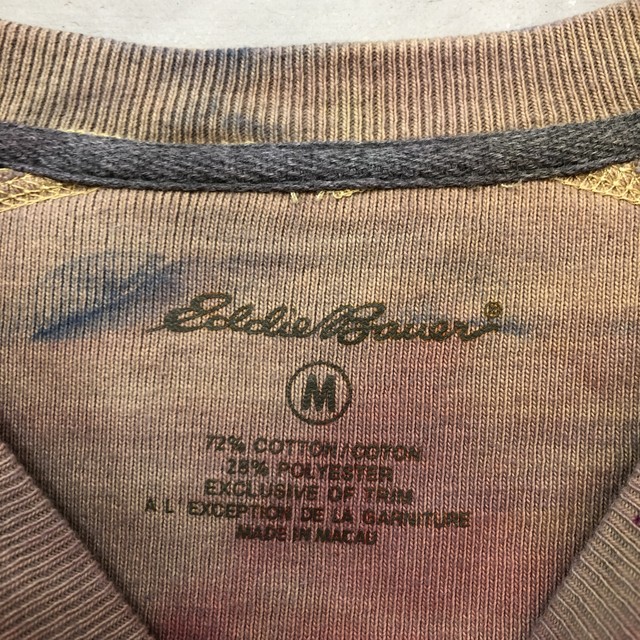 Eddie Bauer®
M
72% COTTON/COTON
28% POLYESTER
EXCLUSIVE OF TRIM
A L'EXCEPTION DE LA GARNITURE
MADE IN MACAU